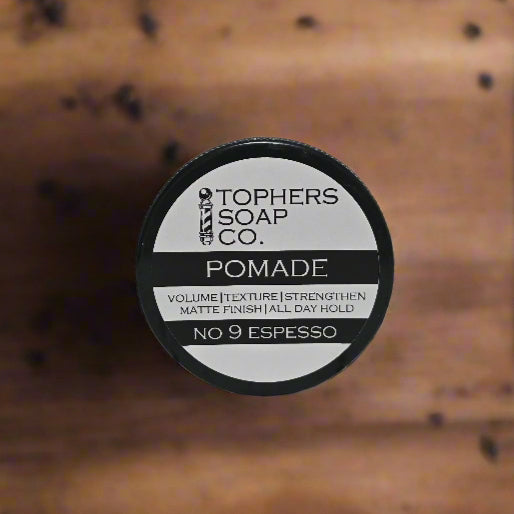 TOPHERS
SOAP
CO.
POMADE
VOLUME|TEXTURE|STRENGTHEN
MATTE FINISH|ALL DAY HOLD
NO 9 ESPESSO